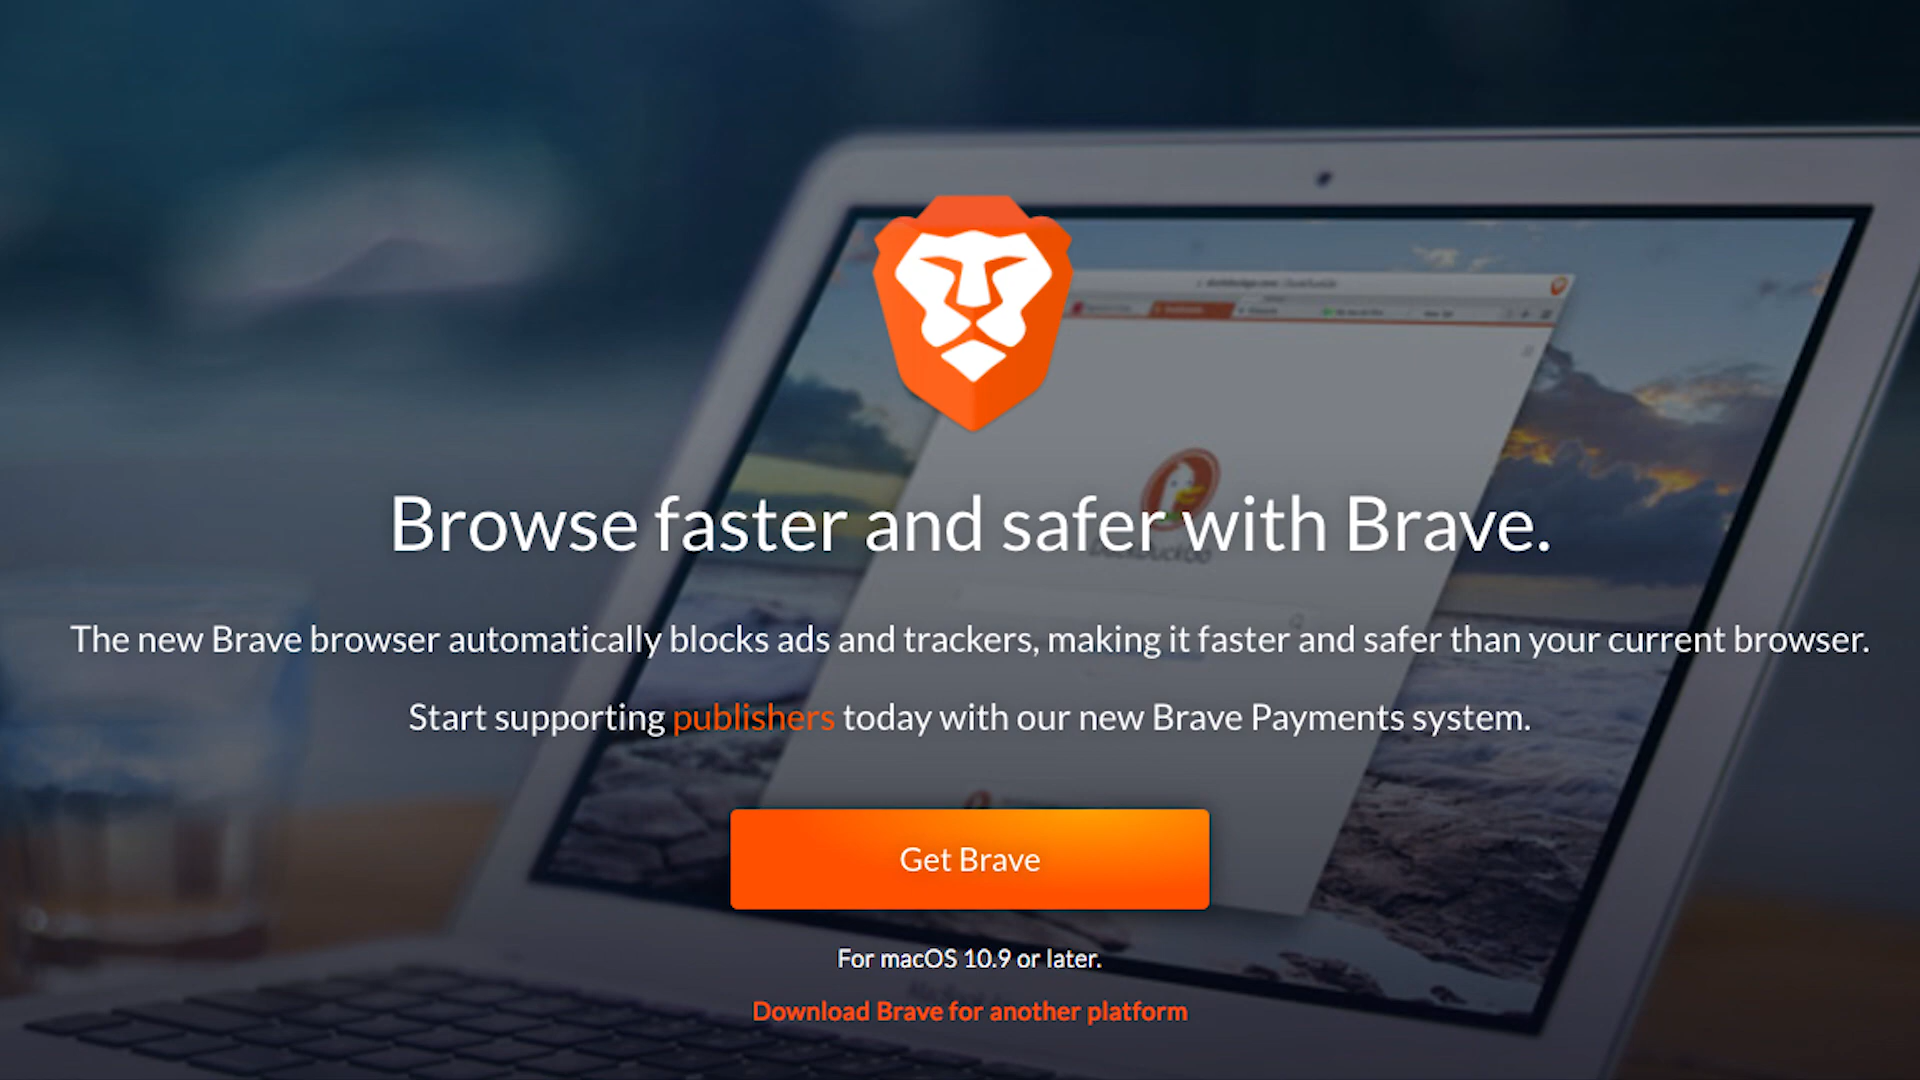 Browse faster and safer with Brave.
The new Brave browser automatically blocks ads and trackers, making it faster and safer than your current browser.
Start supporting publishers today with our new Brave Payments system.
Get Brave
For macOS 10.9 or later.
Download Brave for another platform